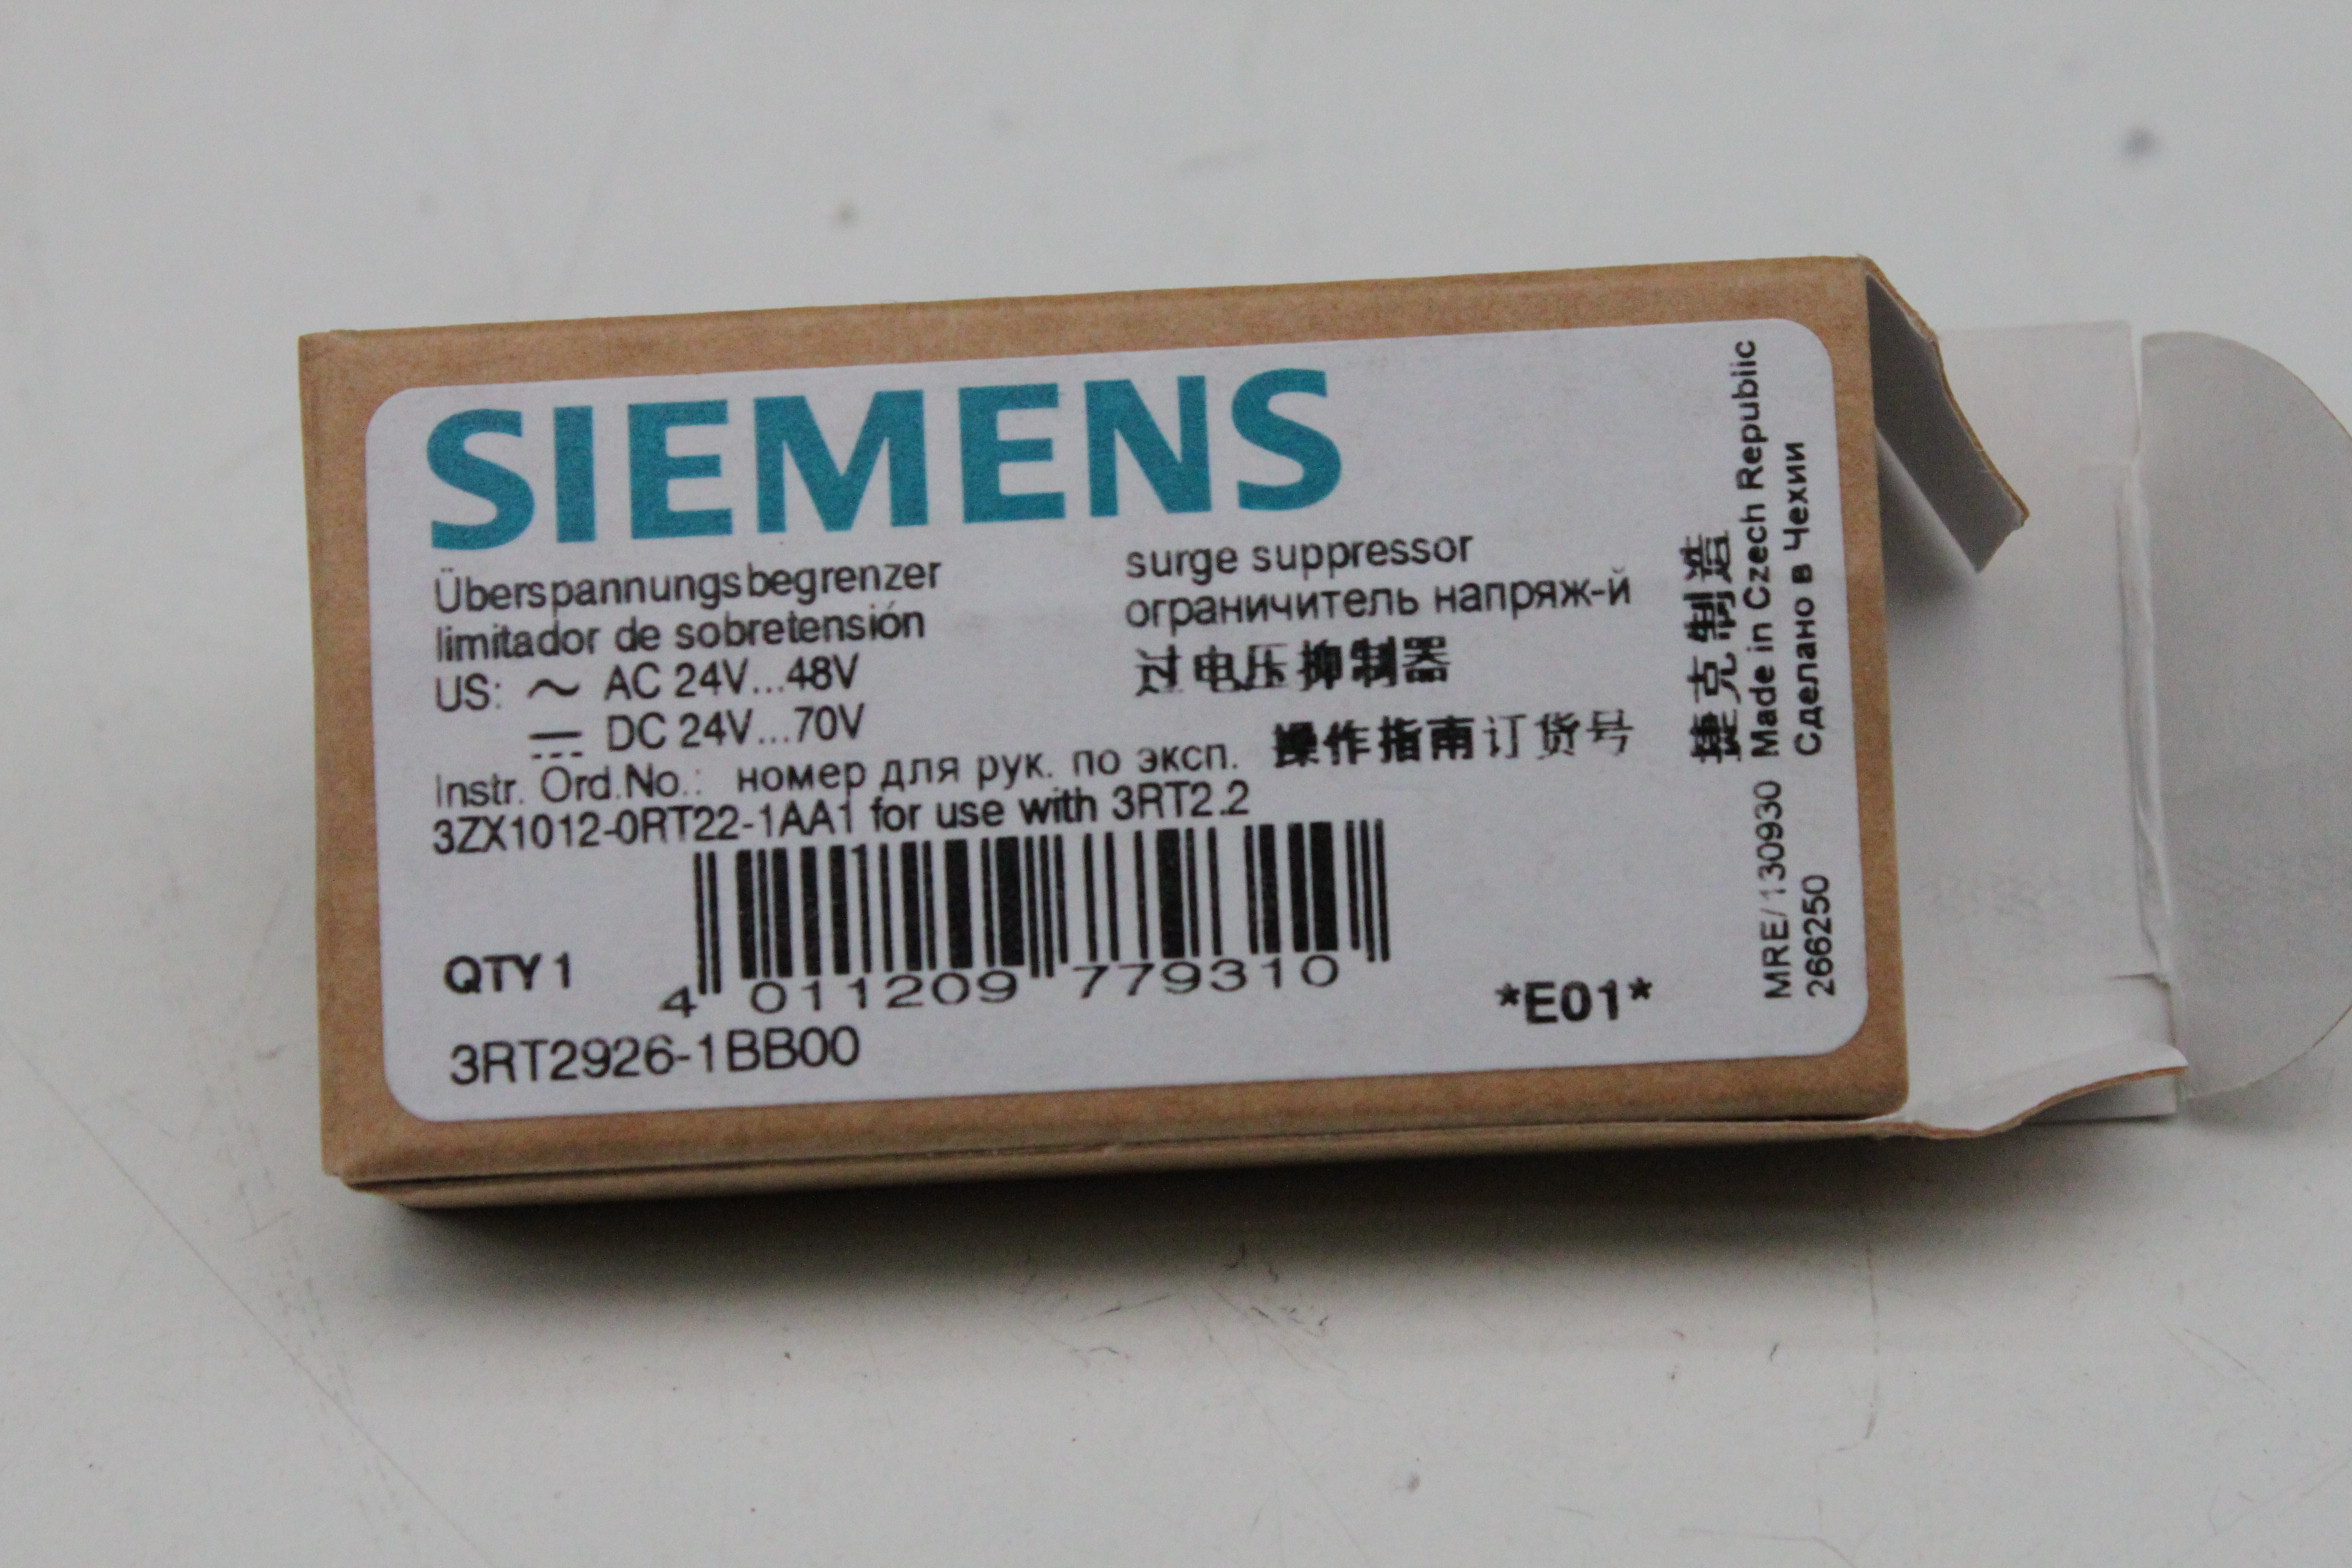 SIEMENS
Überspannungsbegrenzer
surge suppressor
limitador de sobretensión
ограничитель напряж-й
US: ~ AC 24V...48V
过电压抑制器
DC 24V...70V
Instr. Ord.No.: номер для рук. по эксп. 操作指南订货号
3ZX1012-0RT22-1AA1 for use with 3RT2.2
QTY 1
4 011209 779310
*E01*
3RT2926-1BB00
捷克制造
Made in Czech Republic
Сделано в Чехии
MRE/130930
266250